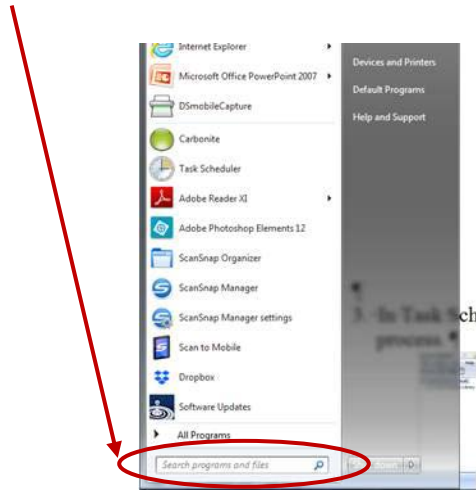 Internet Explorer
Microsoft Office PowerPoint 2007
DSmobileCapture
Carbonite
Task Scheduler
Adobe Reader XI
Adobe Photoshop Elements 12
ScanSnap Organizer
ScanSnap Manager
ScanSnap Manager settings
Scan to Mobile
Dropbox
Software Updates
All Programs
Search programs and files
Devices and Printers
Default Programs
Help and Support
3. In Task Sch
process.